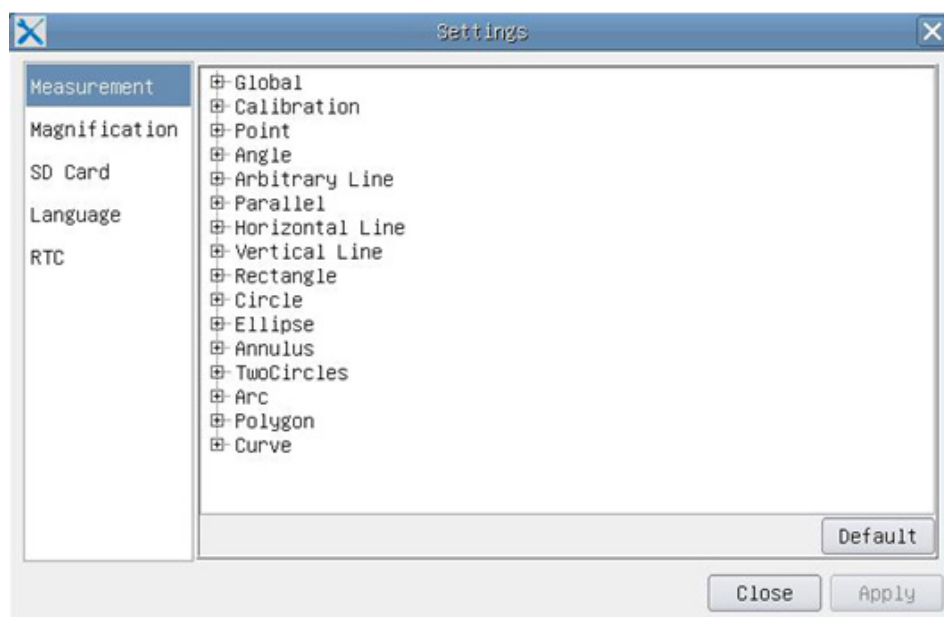 Settings
Measurement
Magnification
SD Card
Language
RTC
Global
Calibration
Point
Angle
Arbitrary Line
Parallel
Horizontal Line
Vertical Line
Rectangle
Circle
Ellipse
Annulus
TwoCircles
Arc
Polygon
Curve
Default
Close
Apply